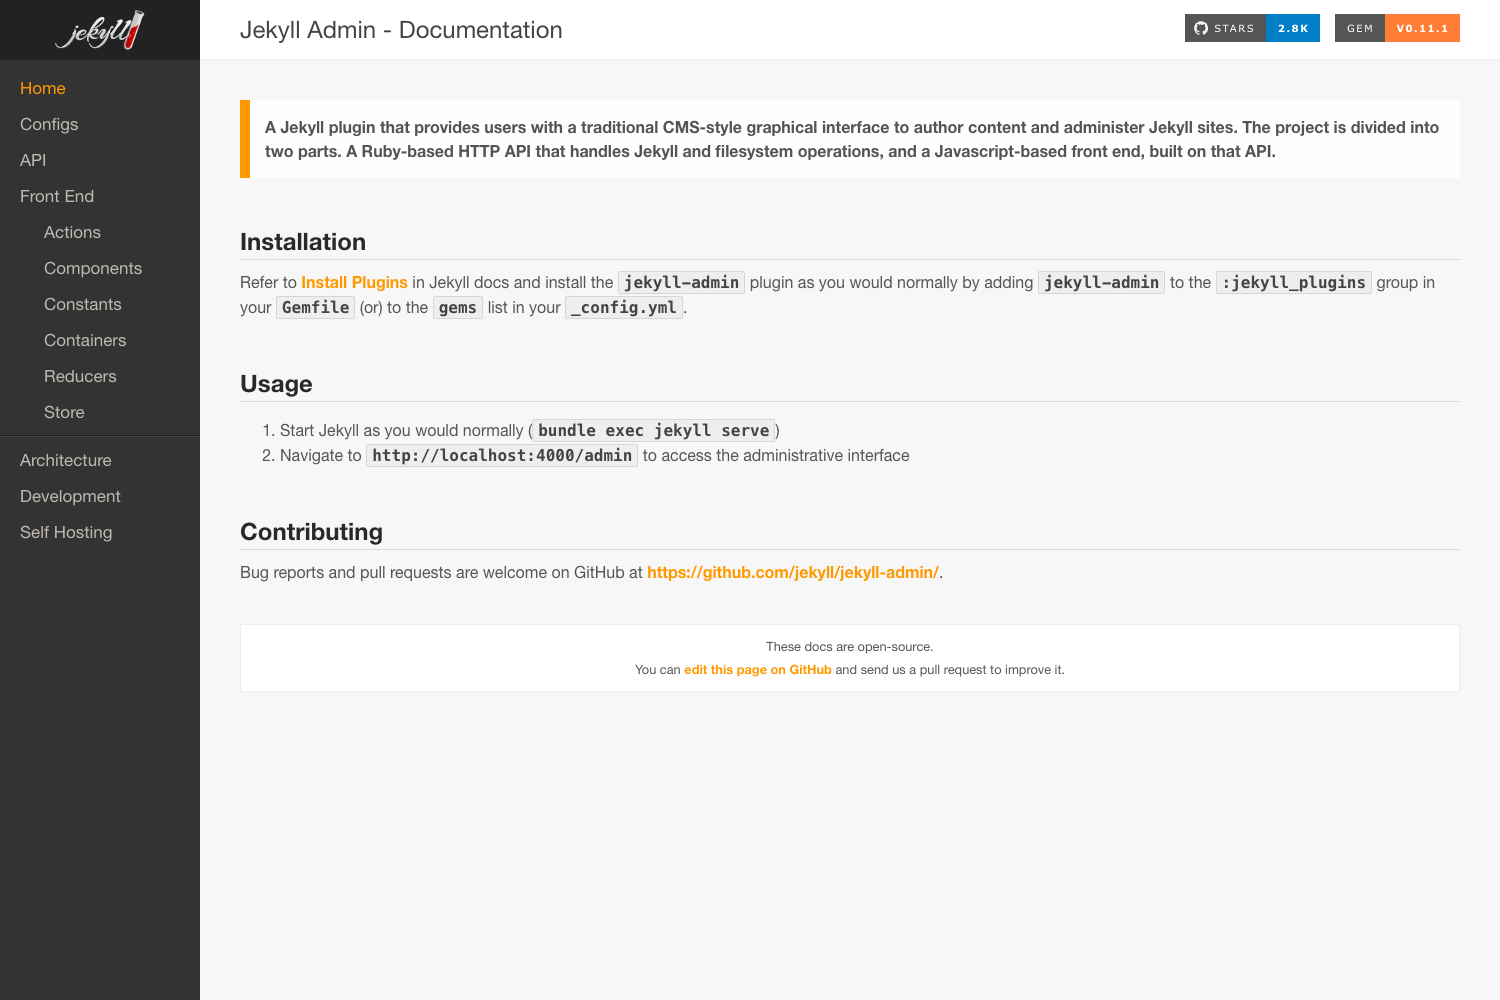 jekyll
Jekyll Admin - Documentation
STARS 2.8K
GEM V0.11.1
Home
Configs
API
Front End
Actions
Components
Constants
Containers
Reducers
Store
Architecture
Development
Self Hosting
A Jekyll plugin that provides users with a traditional CMS-style graphical interface to author content and administer Jekyll sites. The project is divided into
two parts. A Ruby-based HTTP API that handles Jekyll and filesystem operations, and a Javascript-based front end, built on that API.
Installation
Refer to Install Plugins in Jekyll docs and install the jekyll-admin plugin as you would normally by adding jekyll-admin to the :jekyll_plugins group in
your Gemfile (or) to the gems list in your _config.yml.
Usage
1. Start Jekyll as you would normally (bundle exec jekyll serve)
2. Navigate to http://localhost:4000/admin to access the administrative interface
Contributing
Bug reports and pull requests are welcome on GitHub at https://github.com/jekyll/jekyll-admin/.
These docs are open-source.
You can edit this page on GitHub and send us a pull request to improve it.